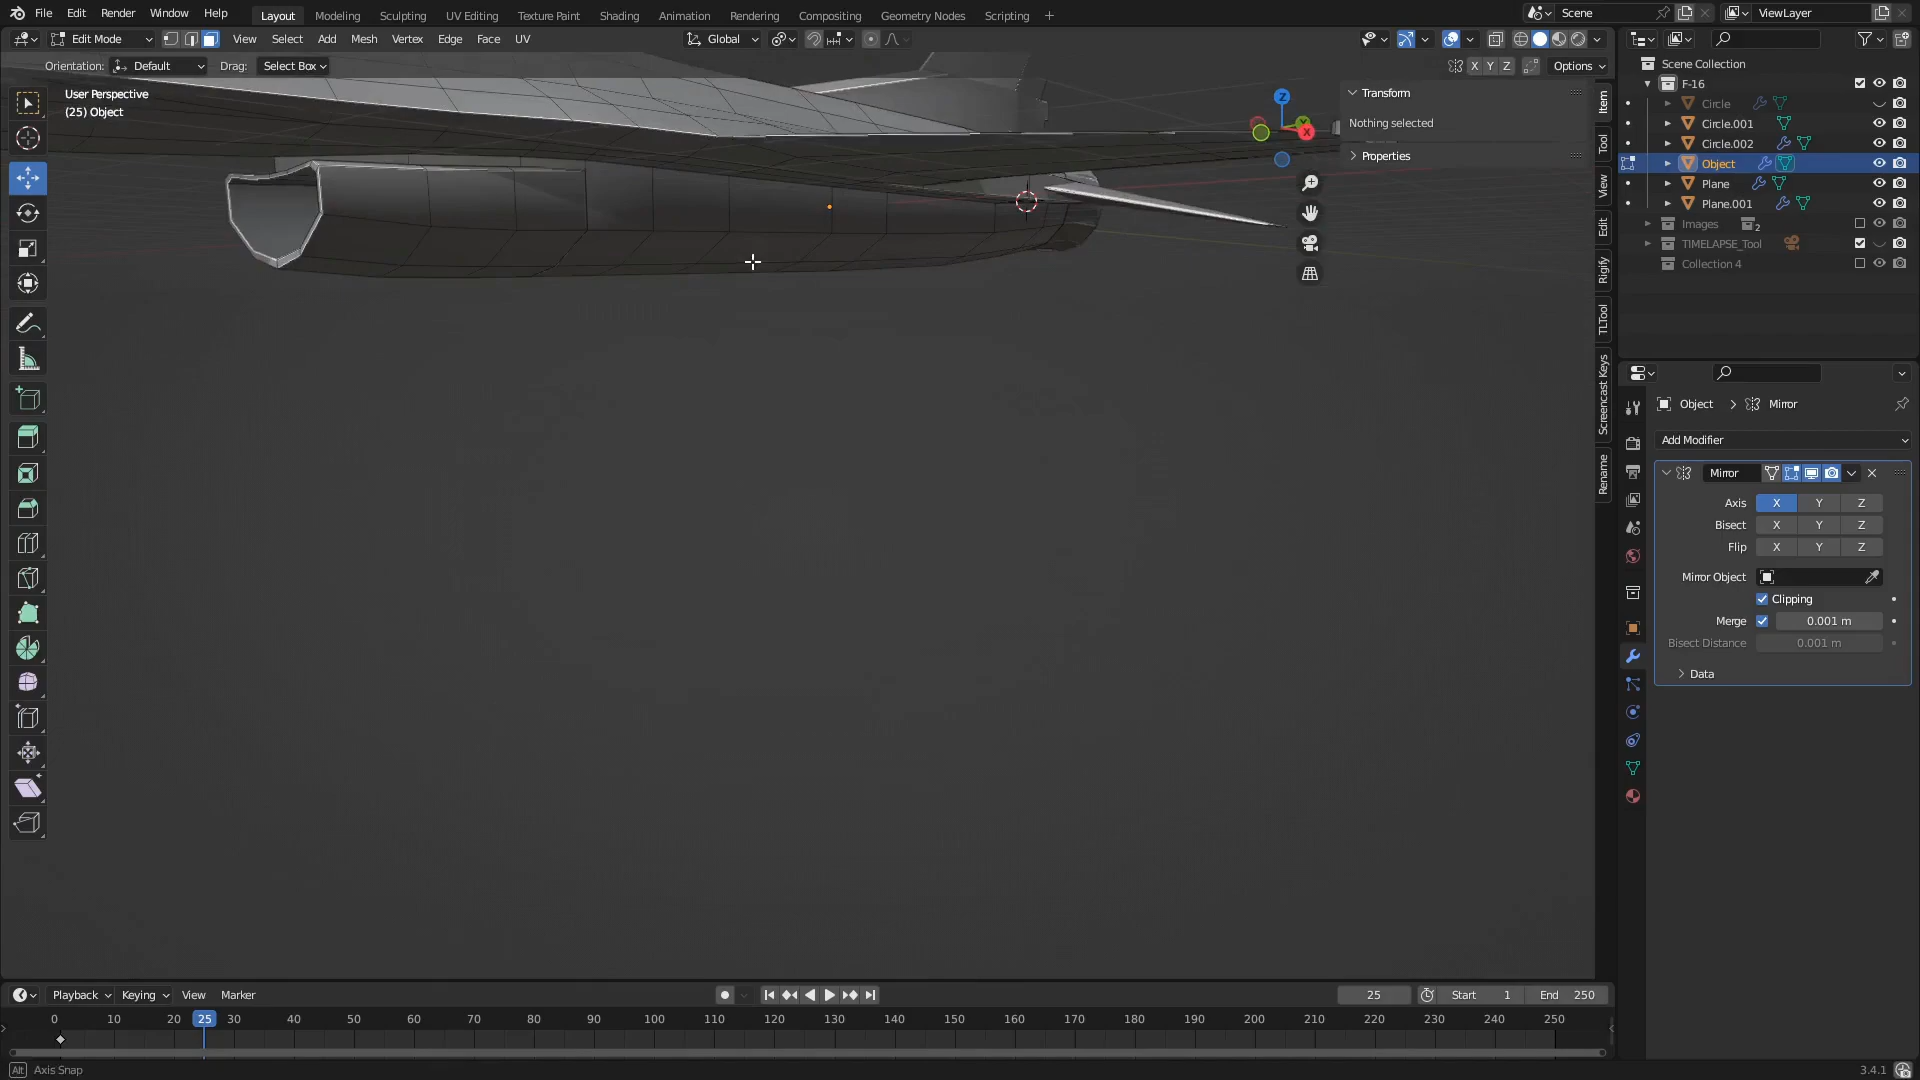 File Edit Render Window Help Layout Modeling Sculpting UV Editing Texture Paint Shading Animation Rendering Compositing Geometry Nodes Scripting + Scene ViewLayer
Edit Mode View Select Add Mesh Vertex Edge Face UV Global
Orientation: Default Drag: Select Box X Y Z Options
User Perspective
(25) Object
Z
X
Transform
Nothing selected
Properties
Item
Tool
View
Edit
Rigify
TLTool
Screencast Keys
Rename
Scene Collection
F-16
Circle
Circle.001
Circle.002
Object
Plane
Plane.001
Images 2
TIMELAPSE_Tool
Collection 4
Object > Mirror
Add Modifier
Mirror
Axis X Y Z
Bisect X Y Z
Flip X Y Z
Mirror Object
Clipping
Merge 0.001 m
Bisect Distance 0.001 m
Data
Playback Keying View Marker 25 Start 1 End 250
0 10 20 25 30 40 50 60 70 80 90 100 110 120 130 140 150 160 170 180 190 200 210 220 230 240 250
Alt Axis Snap 3.4.1